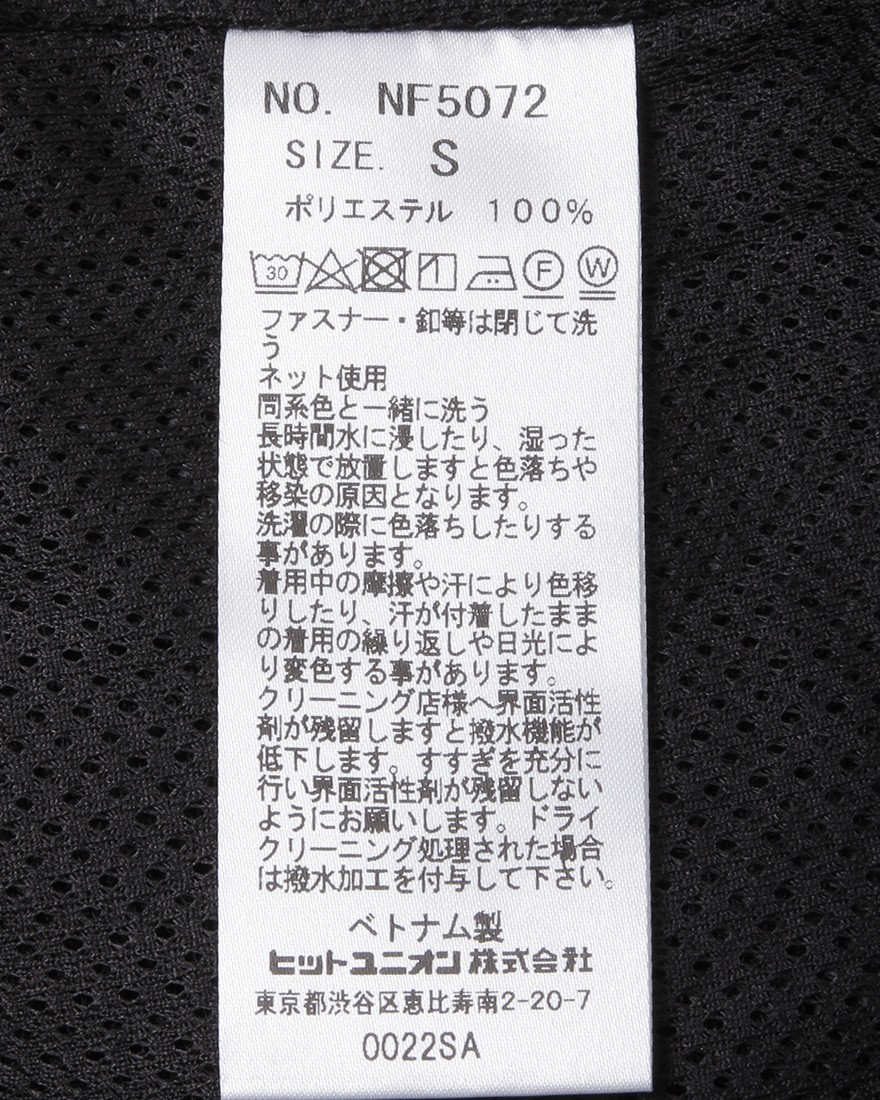 NO. NF5072
SIZE. S
ポリエステル 100%
30 F W
ファスナー・釦等は閉じて洗
う
ネット使用
同系色と一緒に洗う
長時間水に浸したり、湿った
状態で放置しますと色落ちや
移染の原因となります。
洗濯の際に色落ちしたりする
事があります。
着用中の摩擦や汗により色移
りしたり、汗が付着したまま
の着用の繰り返しや日光によ
り変色する事があります。
クリーニング店様へ界面活性
剤が残留しますと撥水機能が
低下します。すすぎを充分に
行い界面活性剤が残留しない
ようにお願いします。ドライ
クリーニング処理された場合
は撥水加工を付与して下さい。
ベトナム製
ヒットユニオン株式会社
東京都渋谷区恵比寿南2-20-7
0022SA